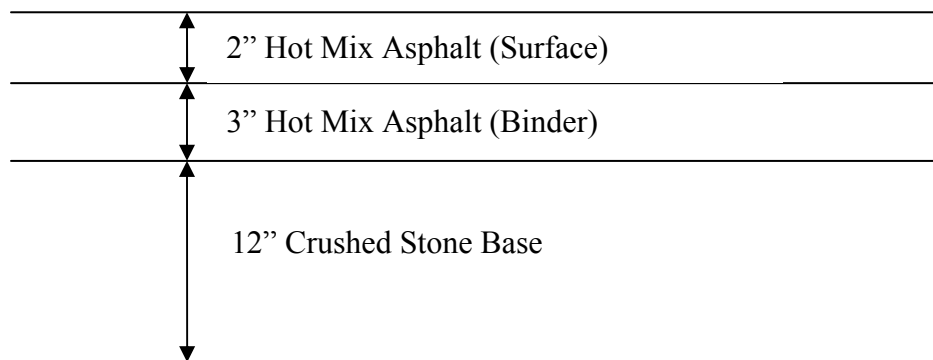 2” Hot Mix Asphalt (Surface)
3” Hot Mix Asphalt (Binder)
12” Crushed Stone Base